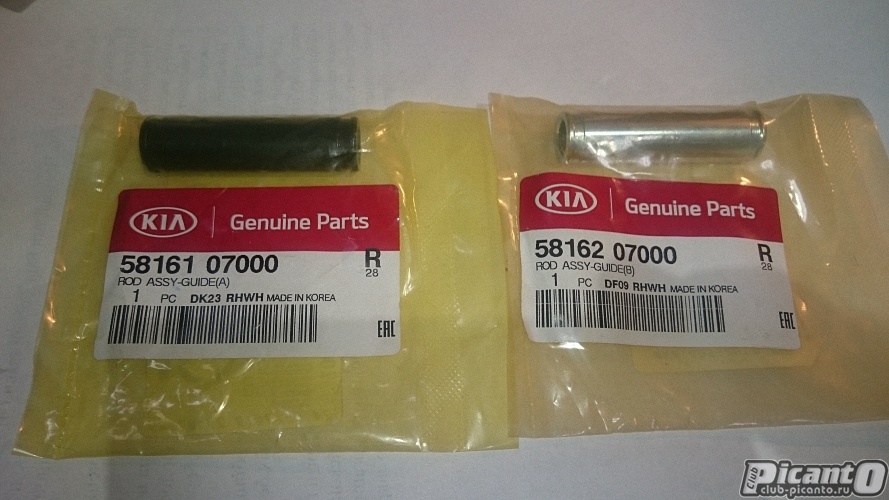 KIA Genuine Parts
58161 07000 R
ROD ASSY-GUIDE(A) 28
1 PC DK23 RHWH MADE IN KOREA
EAC
KIA Genuine Parts
58162 07000 R
ROD ASSY-GUIDE(B) 28
1 PC DF09 RHWH MADE IN KOREA
EAC
Club PicantO
club-picanto.ru